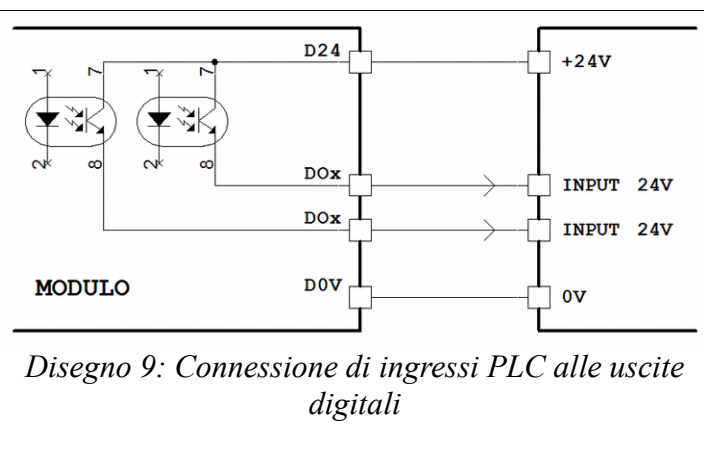 D24
+24V
1
7
1
7
2
8
2
8
DOx
INPUT 24V
DOx
INPUT 24V
MODULO
D0V
0V
Disegno 9: Connessione di ingressi PLC alle uscite
digitali